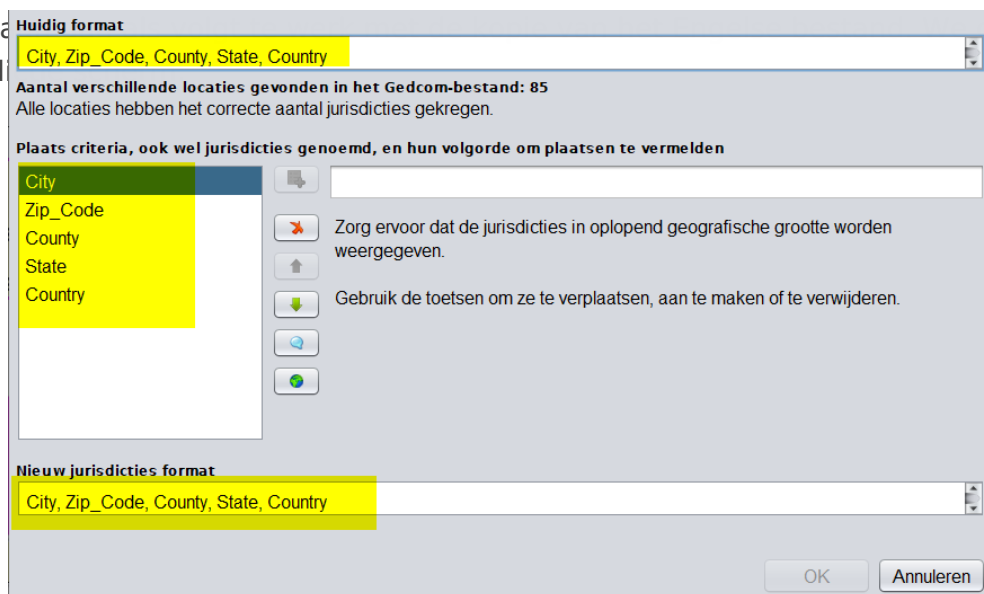 Huidig format
City, Zip_Code, County, State, Country
Aantal verschillende locaties gevonden in het Gedcom-bestand: 85
Alle locaties hebben het correcte aantal jurisdicties gekregen.
Plaats criteria, ook wel jurisdicties genoemd, en hun volgorde om plaatsen te vermelden
City
Zip_Code
County
State
Country
Zorg ervoor dat de jurisdicties in oplopend geografische grootte worden
weergegeven.
Gebruik de toetsen om ze te verplaatsen, aan te maken of te verwijderen.
Nieuw jurisdicties format
City, Zip_Code, County, State, Country
OK
Annuleren